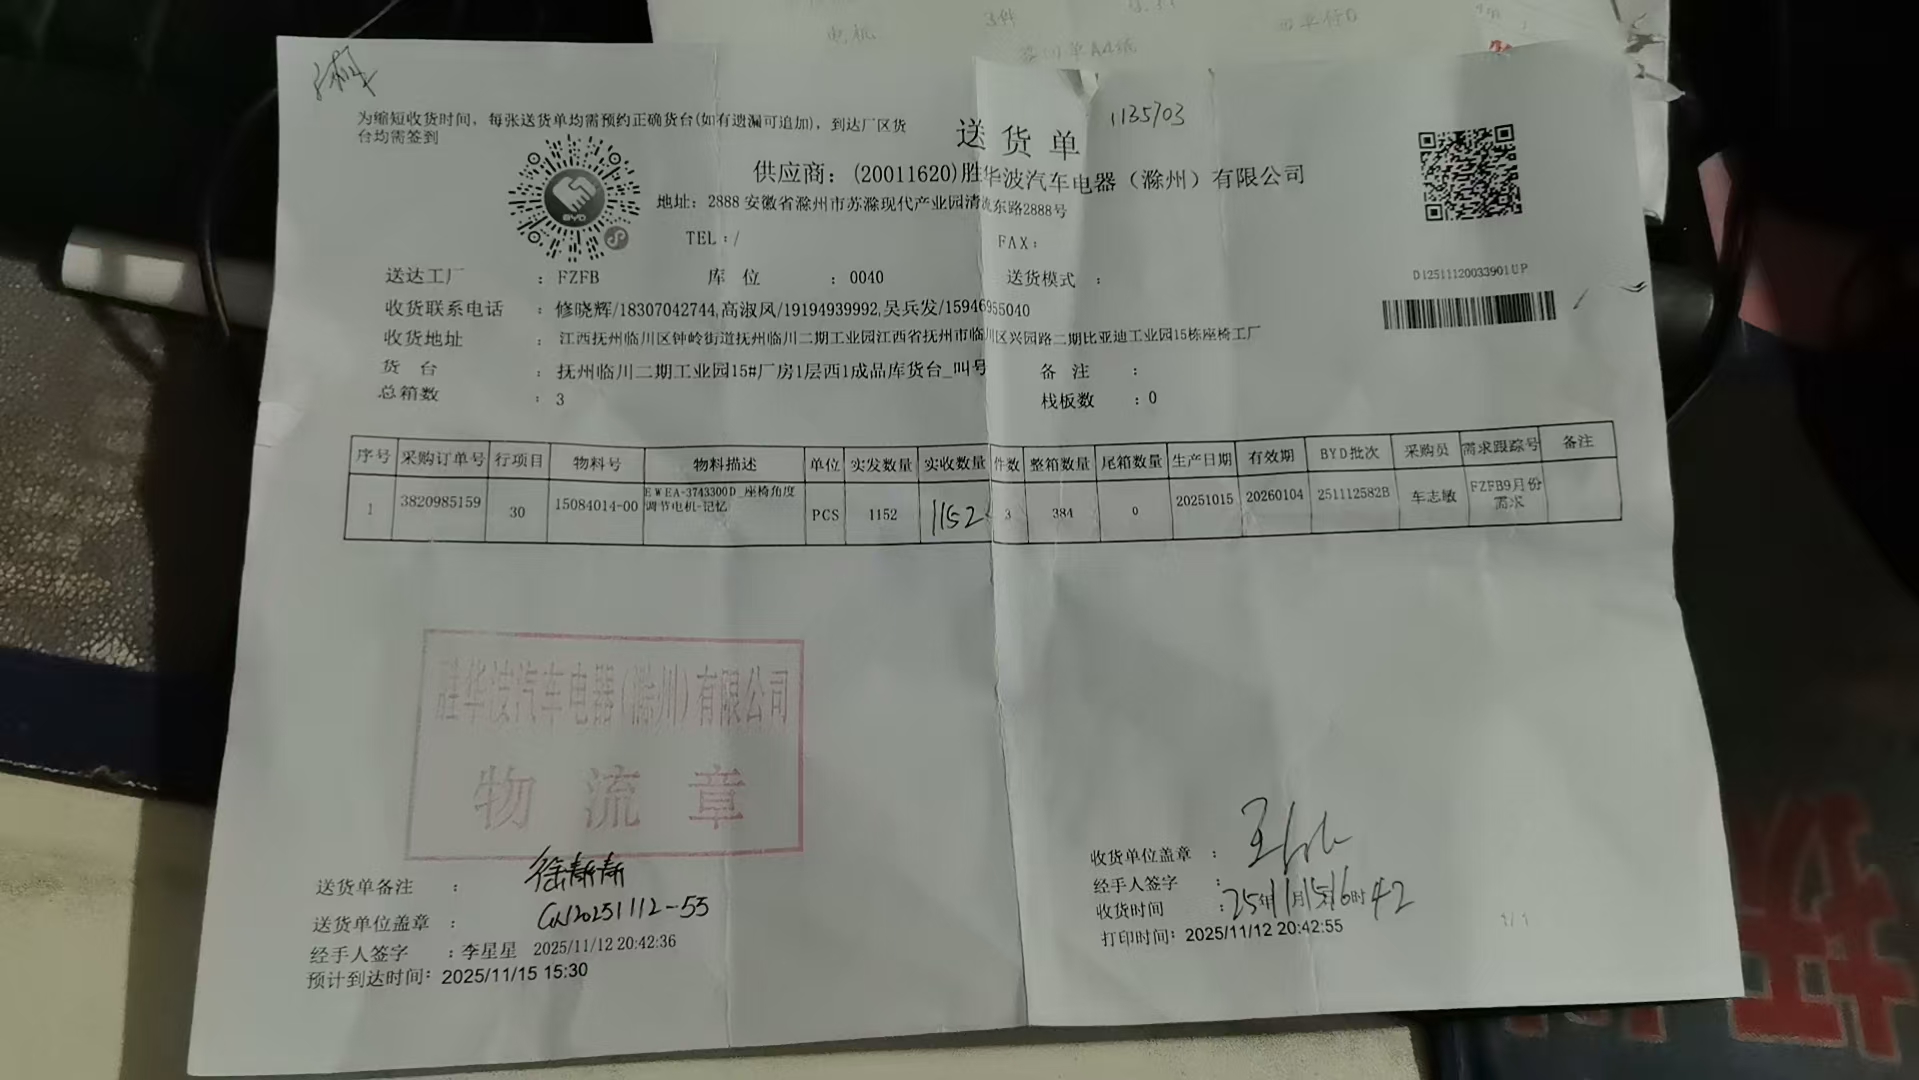 电机
3件
1135703
为缩短收货时间，每张送货单均需预约正确货台(如有遗漏可追加)，到达厂区货
台均需签到
送 货 单
供应商：(20011620)胜华波汽车电器（滁州）有限公司
地址：2888 安徽省滁州市苏滁现代产业园清流东路2888号
TEL：/ FAX：
BYD
DI2511120033901UP
送达工厂 ：FZFB 库 位 ：0040 送货模式 ：
收货联系电话 ：修晓辉/18307042744,高淑凤/19194939992,吴兵发/15946955040
收货地址 ：江西抚州临川区钟岭街道抚州临川二期工业园江西省抚州市临川区兴园路二期比亚迪工业园15栋座椅工厂
货 台 ：抚州临川二期工业园15#厂房1层西1成品库货台_叫号 备 注 ：
总箱数 ：3 栈板数 ：0
序号 采购订单号 行项目 物料号 物料描述 单位 实发数量 实收数量 件数 整箱数量 尾箱数量 生产日期 有效期 BYD批次 采购员 需求跟踪号 备注
1 3820985159 30 15084014-00 EWEA-3743300D_座椅角度调节电机-记忆 PCS 1152 1152 3 384 0 20251015 20260104 251112582B 车志敏 FZFB9月份需求
胜华波汽车电器(滁州)有限公司
物 流 章
徐静静
送货单备注 ：
送货单位盖章 ：
20251112-55
经手人签字 ：李星星 2025/11/12 20:42:36
预计到达时间：2025/11/15 15:30
收货单位盖章 ：
经手人签字 ：
收货时间 ：25年11月15 16时42
打印时间：2025/11/12 20:42:55
1/1